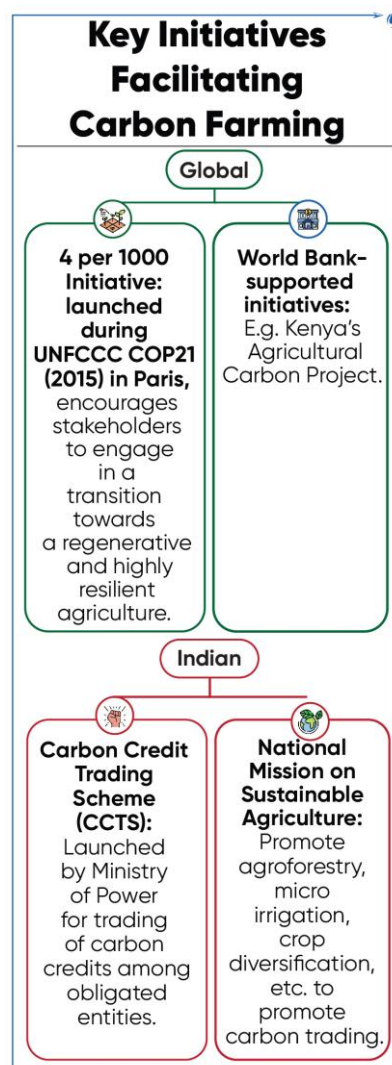 Key Initiatives
Facilitating
Carbon Farming
Global
4 per 1000
Initiative:
launched
during
UNFCCC COP21
(2015) in Paris,
encourages
stakeholders
to engage
in a
transition
towards
a regenerative
and highly
resilient
agriculture.
World Bank-
supported
initiatives:
E.g. Kenya's
Agricultural
Carbon Project.
Indian
Carbon Credit
Trading
Scheme
(CCTS):
Launched
by Ministry
of Power
for trading
of carbon
credits among
obligated
entities.
National
Mission on
Sustainable
Agriculture:
Promote
agroforestry,
micro
irrigation,
crop
diversification,
etc. to
promote
carbon trading.